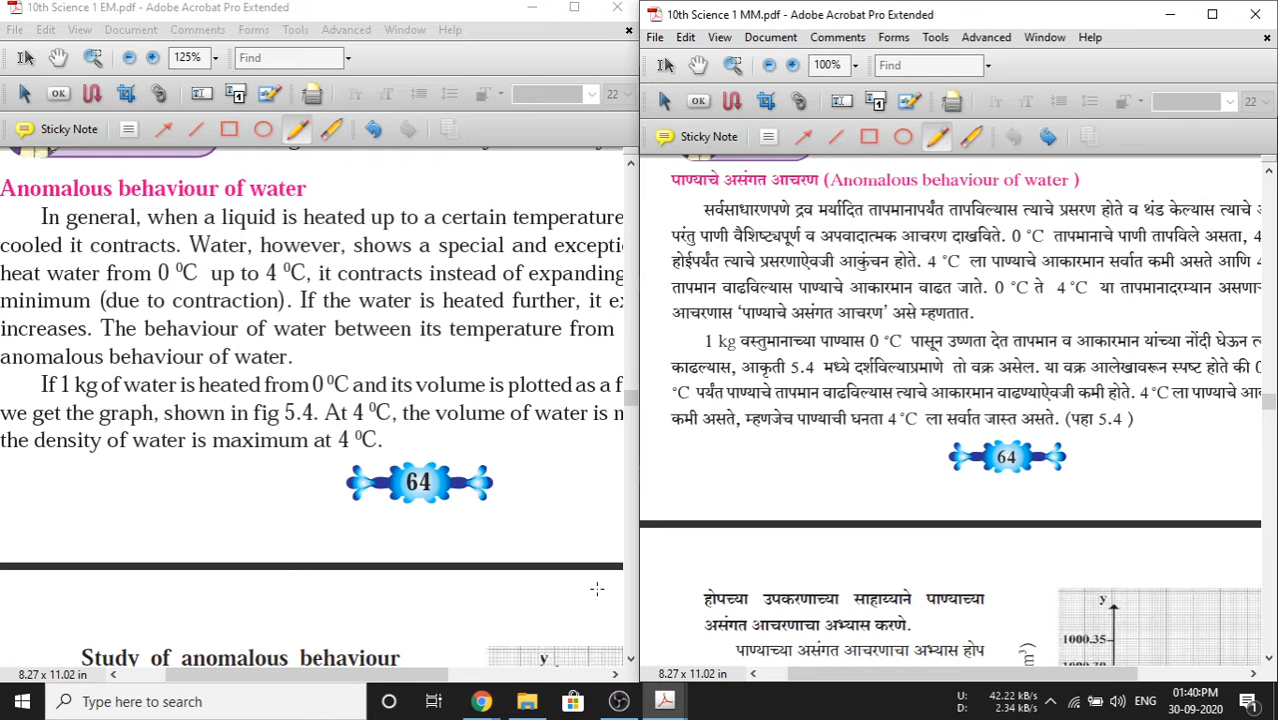 10th Science 1 EM.pdf - Adobe Acrobat Pro Extended
File Edit View Document Comments Forms Tools Advanced Window Help
125% Find
OK 22
Sticky Note
Anomalous behaviour of water
In general, when a liquid is heated up to a certain temperature
cooled it contracts. Water, however, shows a special and excepti
heat water from 0 ⁰C up to 4 ⁰C, it contracts instead of expanding
minimum (due to contraction). If the water is heated further, it ex
increases. The behaviour of water between its temperature from
anomalous behaviour of water.
If 1 kg of water is heated from 0 ⁰C and its volume is plotted as a f
we get the graph, shown in fig 5.4. At 4 ⁰C, the volume of water is m
the density of water is maximum at 4 ⁰C.
64
Study of anomalous behaviour
y
8.27 x 11.02 in
10th Science 1 MM.pdf - Adobe Acrobat Pro Extended
File Edit View Document Comments Forms Tools Advanced Window Help
100% Find
OK 22
Sticky Note
पाण्याचे असंगत आचरण (Anomalous behaviour of water )
सर्वसाधारणपणे द्रव मर्यादित तापमानापर्यंत तापविल्यास त्याचे प्रसरण होते व थंड केल्यास त्याचे
परंतु पाणी वैशिष्ट्यपूर्ण व अपवादात्मक आचरण दाखविते. 0 °C तापमानाचे पाणी तापविले असता, 4
होईपर्यंत त्याचे प्रसरणाऐवजी आकुंचन होते. 4 °C ला पाण्याचे आकारमान सर्वात कमी असते आणि
तापमान वाढविल्यास पाण्याचे आकारमान वाढत जाते. 0 °C ते 4 °C या तापमानादरम्यान असणा
आचरणास ‘पाण्याचे असंगत आचरण’ असे म्हणतात.
1 kg वस्तुमानाच्या पाण्यास 0 °C पासून उष्णता देत तापमान व आकारमान यांच्या नोंदी घेऊन
काढल्यास, आकृती 5.4 मध्ये दर्शविल्याप्रमाणे तो वक्र असेल. या वक्र आलेखावरून स्पष्ट होते की 0
°C पर्यंत पाण्याचे तापमान वाढविल्यास त्याचे आकारमान वाढण्याऐवजी कमी होते. 4 °C ला पाण्याचे
कमी असते, म्हणजेच पाण्याची घनता 4 °C ला सर्वात जास्त असते. (पहा 5.4 )
64
होपच्या उपकरणाच्या साहाय्याने पाण्याच्या
असंगत आचरणाचा अभ्यास करणे.
पाण्याच्या असंगत आचरणाचा अभ्यास होप
y
1000.35
m³)
8.27 x 11.02 in
Type here to search
U: 42.22 kB/s
D: 2.34 kB/s
ENG
01:40:PM
30-09-2020
1